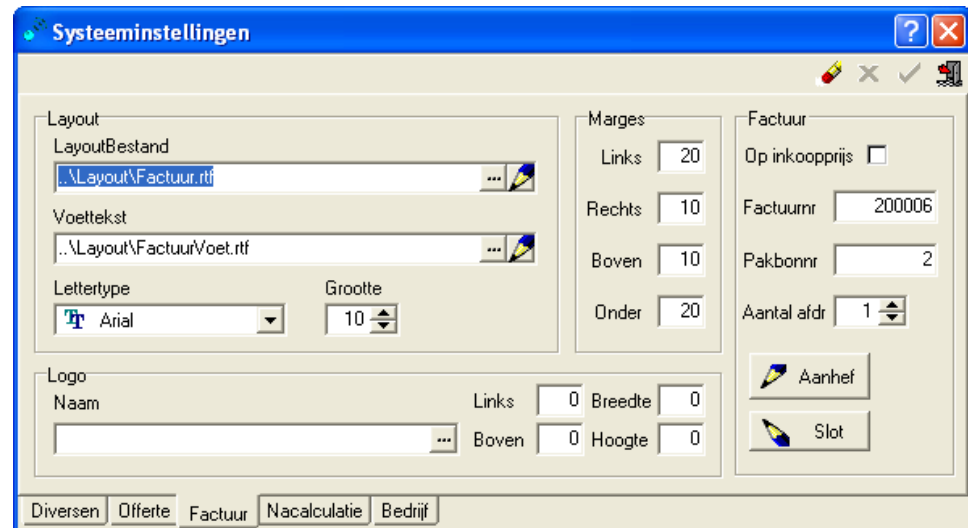 Systeeminstellingen
Layout
LayoutBestand
..\Layout\Factuur.rtf
...
Voettekst
..\Layout\FactuurVoet.rtf
...
Lettertype Grootte
Arial 10
Marges
Links 20
Rechts 10
Boven 10
Onder 20
Factuur
Op inkoopprijs
Factuurnr 200006
Pakbonnr 2
Aantal afdr 1
Aanhef
Slot
Logo
Naam
...
Links 0 Breedte 0
Boven 0 Hoogte 0
Diversen Offerte Factuur Nacalculatie Bedrijf